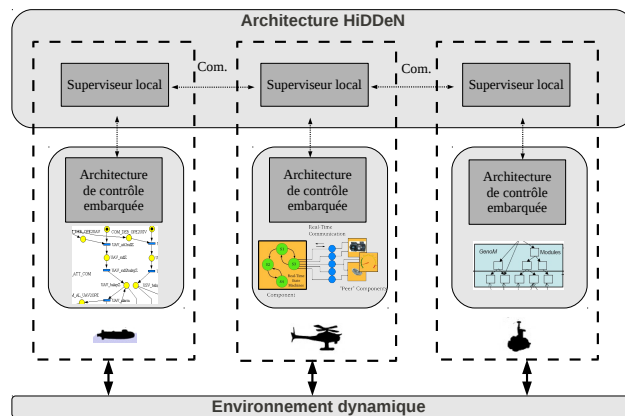 Architecture HiDDeN
Superviseur local
Com.
Superviseur local
Com.
Superviseur local
Architecture
de contrôle
embarquée
Architecture
de contrôle
embarquée
Architecture
de contrôle
embarquée
Real-Time
Communication
Component
"Peer" Components
GenoM
Modules
Environnement dynamique